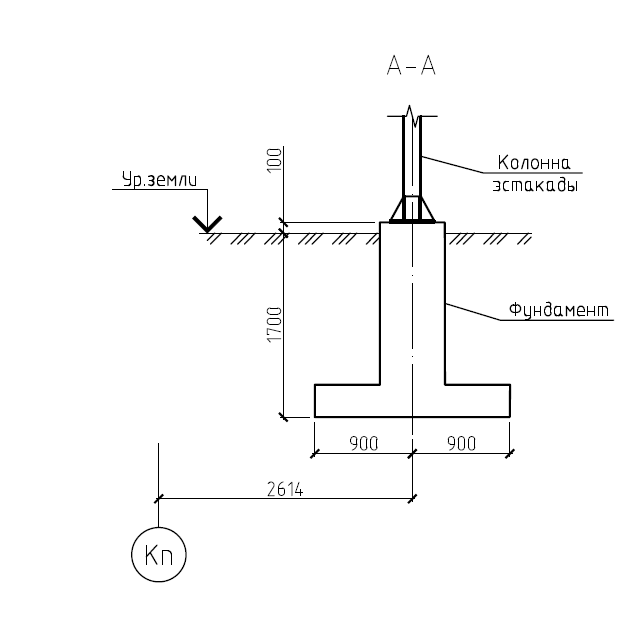 А-А
100
Колонна
эстакады
Ур.земли
1700
Фундамент
900
900
2614
Кп